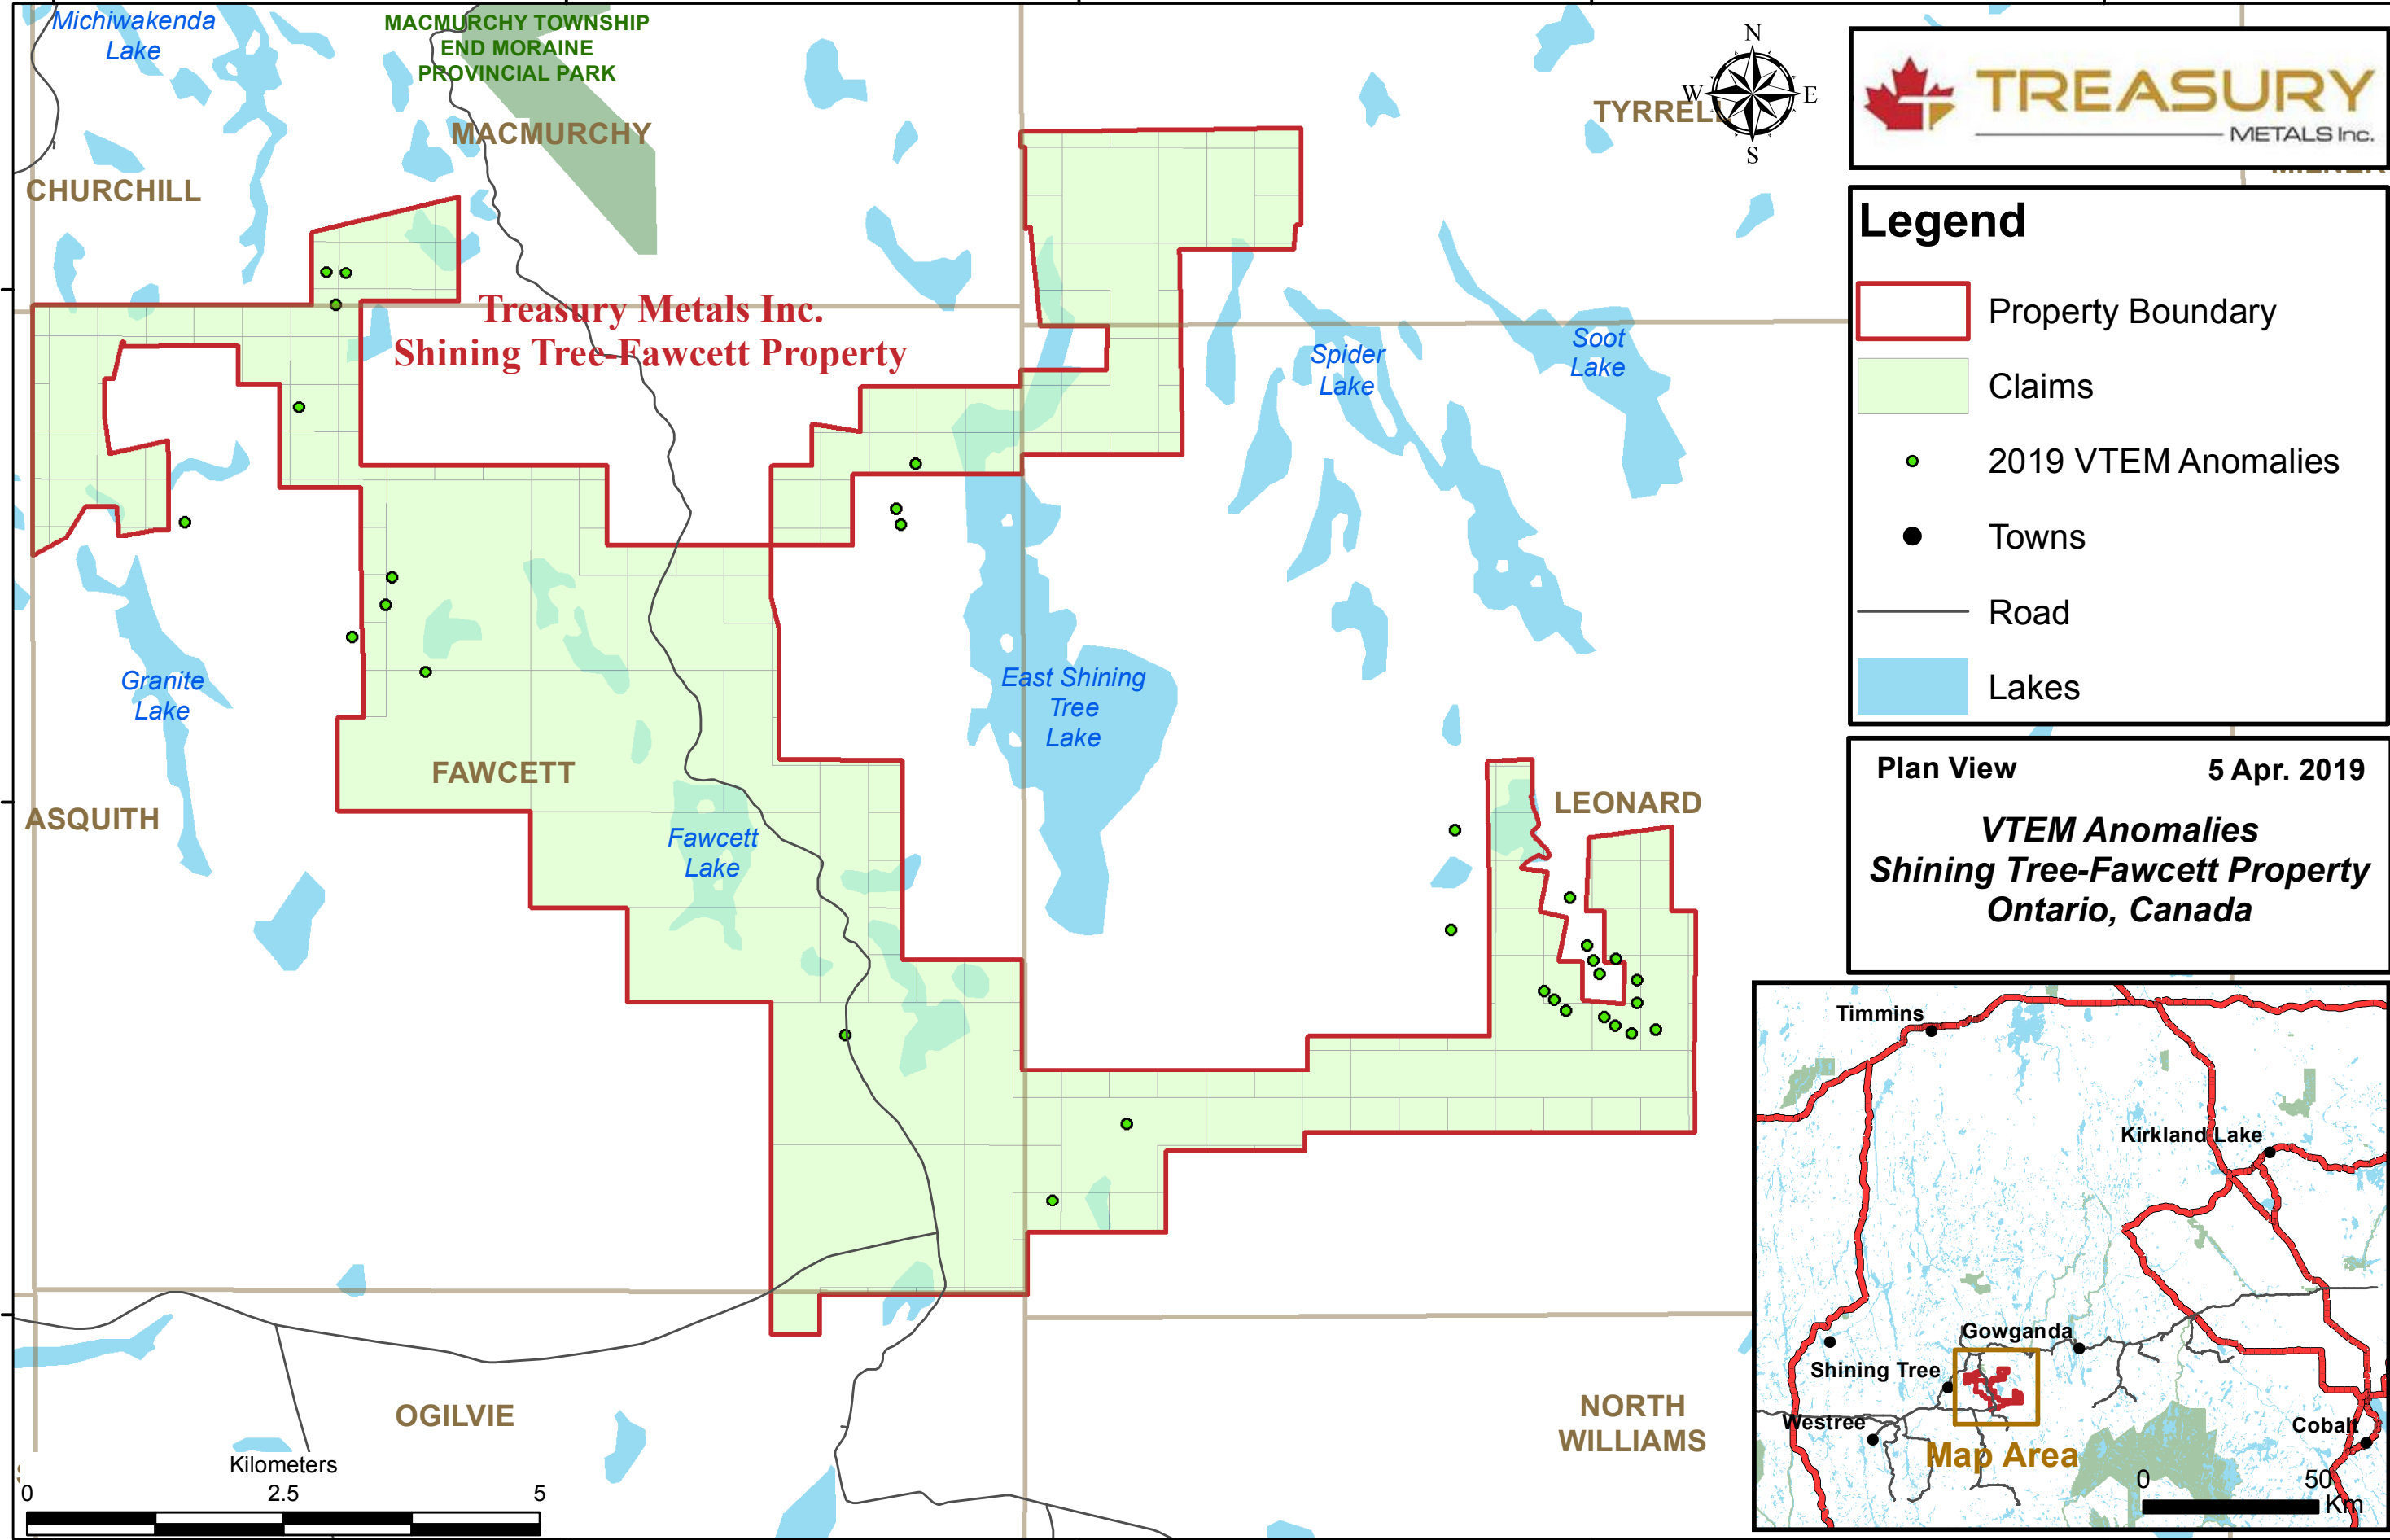 Michiwakenda
Lake
MACMURCHY TOWNSHIP
END MORAINE
PROVINCIAL PARK
MACMURCHY
CHURCHILL
TYRRELL
N
W
E
S
TREASURY
METALS Inc.
Legend
Property Boundary
Claims
2019 VTEM Anomalies
Towns
Road
Lakes
Treasury Metals Inc.
Shining Tree-Fawcett Property
Spider
Lake
Soot
Lake
Granite
Lake
East Shining
Tree
Lake
FAWCETT
ASQUITH
Fawcett
Lake
LEONARD
Plan View
5 Apr. 2019
VTEM Anomalies
Shining Tree-Fawcett Property
Ontario, Canada
OGILVIE
NORTH
WILLIAMS
Kilometers
0
2.5
5
Timmins
Kirkland Lake
Gowganda
Shining Tree
Westree
Cobalt
Map Area
0
50
Km